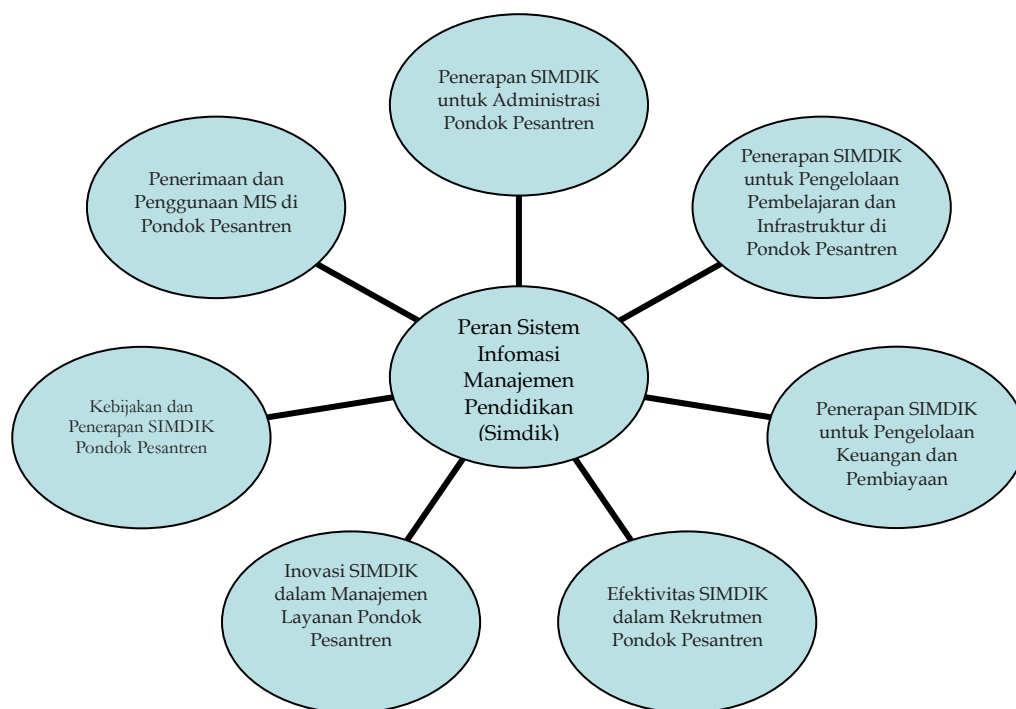 Penerapan SIMDIK
untuk Administrasi
Pondok Pesantren
Penerimaan dan
Penggunaan MIS di
Pondok Pesantren
Penerapan SIMDIK
untuk Pengelolaan
Pembelajaran dan
Infrastruktur di
Pondok Pesantren
Peran Sistem
Infomasi
Manajemen
Pendidikan
(Simdik)
Kebijakan dan
Penerapan SIMDIK
Pondok Pesantren
Penerapan SIMDIK
untuk Pengelolaan
Keuangan dan
Pembiayaan
Inovasi SIMDIK
dalam Manajemen
Layanan Pondok
Pesantren
Efektivitas SIMDIK
dalam Rekrutmen
Pondok Pesantren